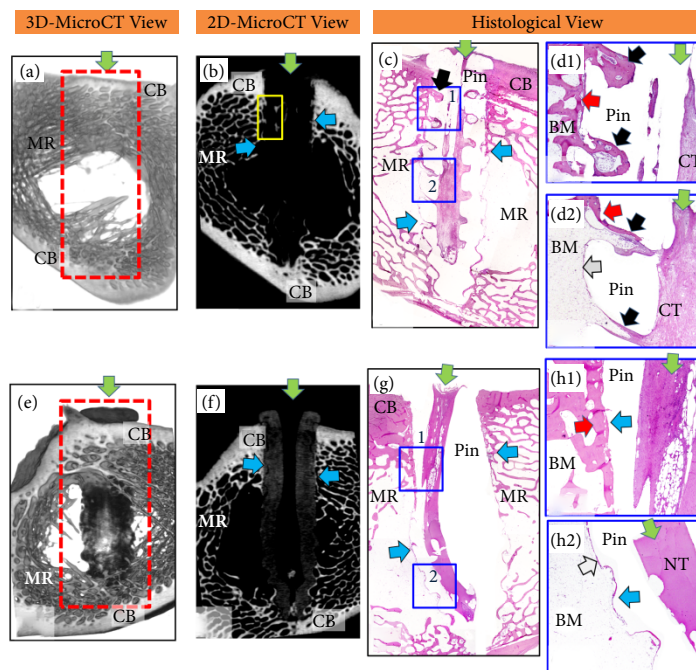 3D-MicroCT View
2D-MicroCT View
Histological View
(a)
CB
MR
CB
(b)
CB
MR
CB
(c)
Pin
CB
1
MR
2
MR
(d1)
BM
Pin
CT
(d2)
BM
Pin
CT
(e)
CB
MR
CB
(f)
CB
MR
CB
(g)
CB
1
Pin
MR
MR
2
(h1)
Pin
BM
(h2)
Pin
NT
BM